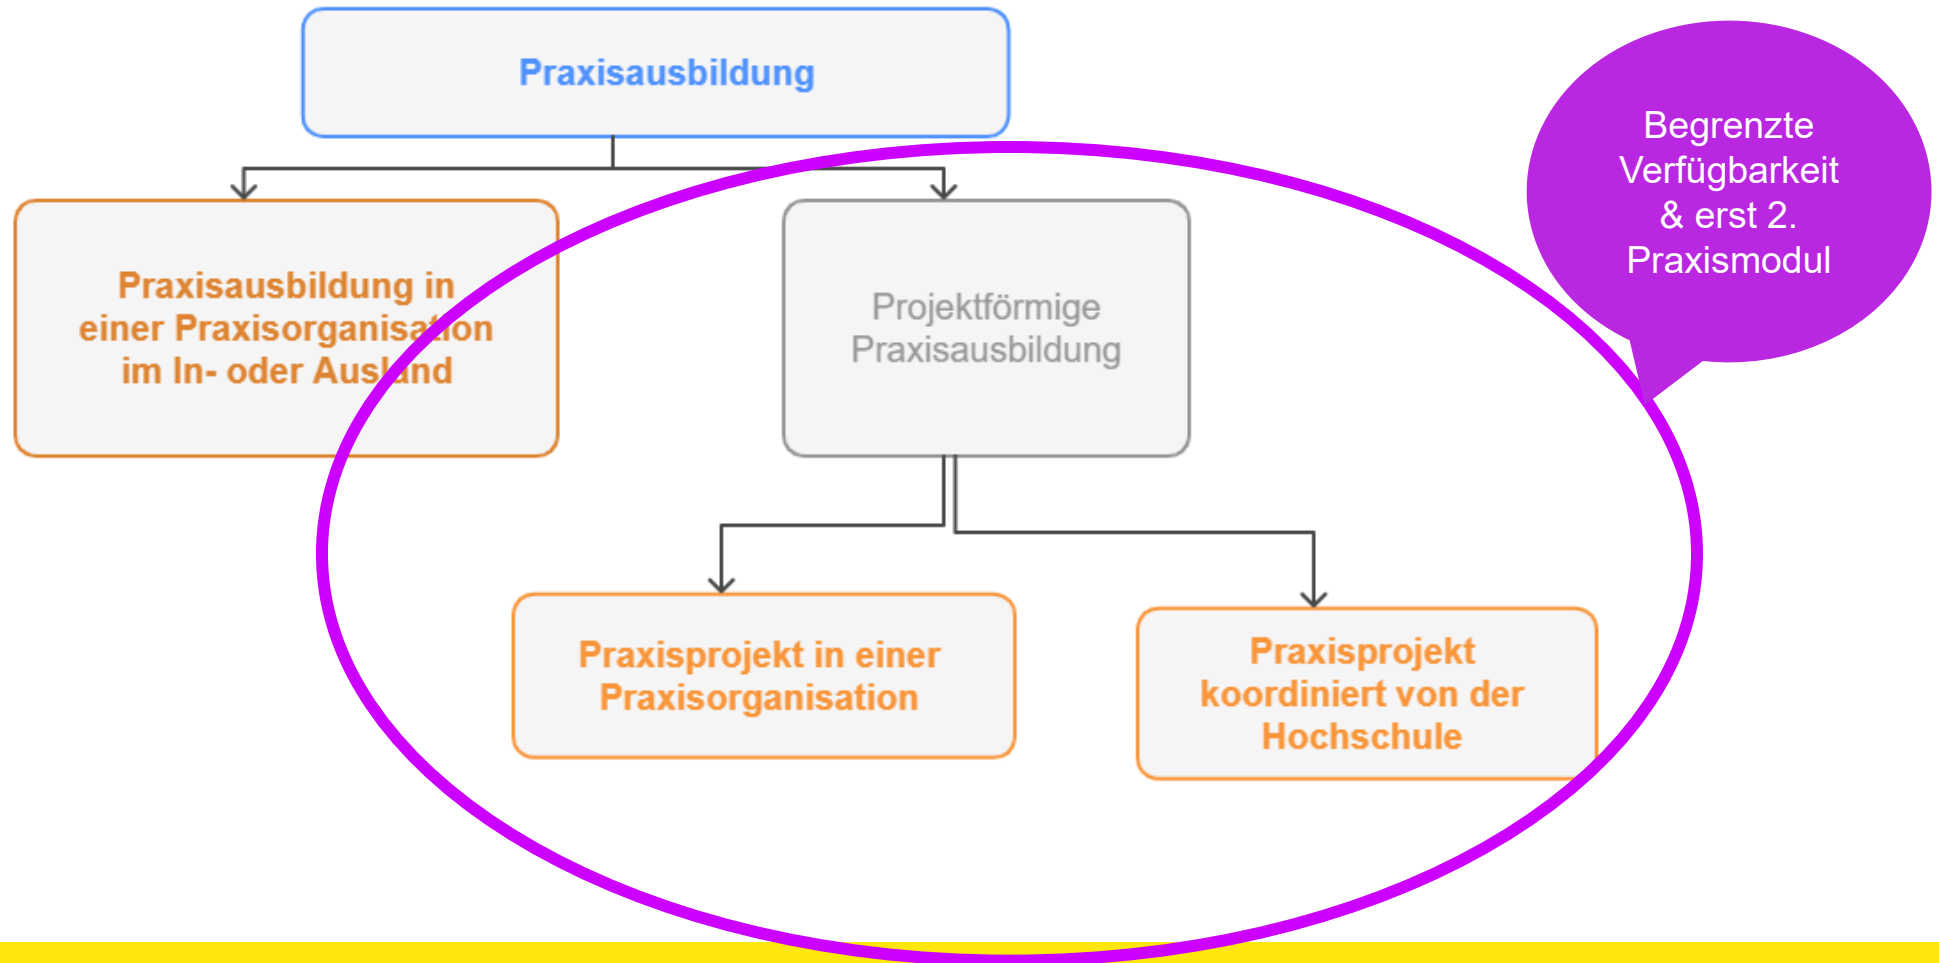 Praxisausbildung
Begrenzte
Verfügbarkeit
& erst 2.
Praxismodul
Praxisausbildung in
einer Praxisorganisation
im In- oder Ausland
Projektförmige
Praxisausbildung
Praxisprojekt in einer
Praxisorganisation
Praxisprojekt
koordiniert von der
Hochschule